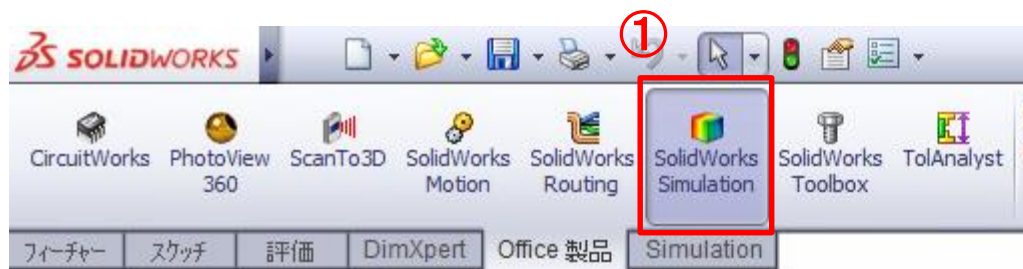 ①
SOLIDWORKS
CircuitWorks PhotoView 360 ScanTo3D SolidWorks Motion SolidWorks Routing SolidWorks Simulation SolidWorks Toolbox TolAnalyst
フィーチャー スケッチ 評価 DimXpert Office 製品 Simulation